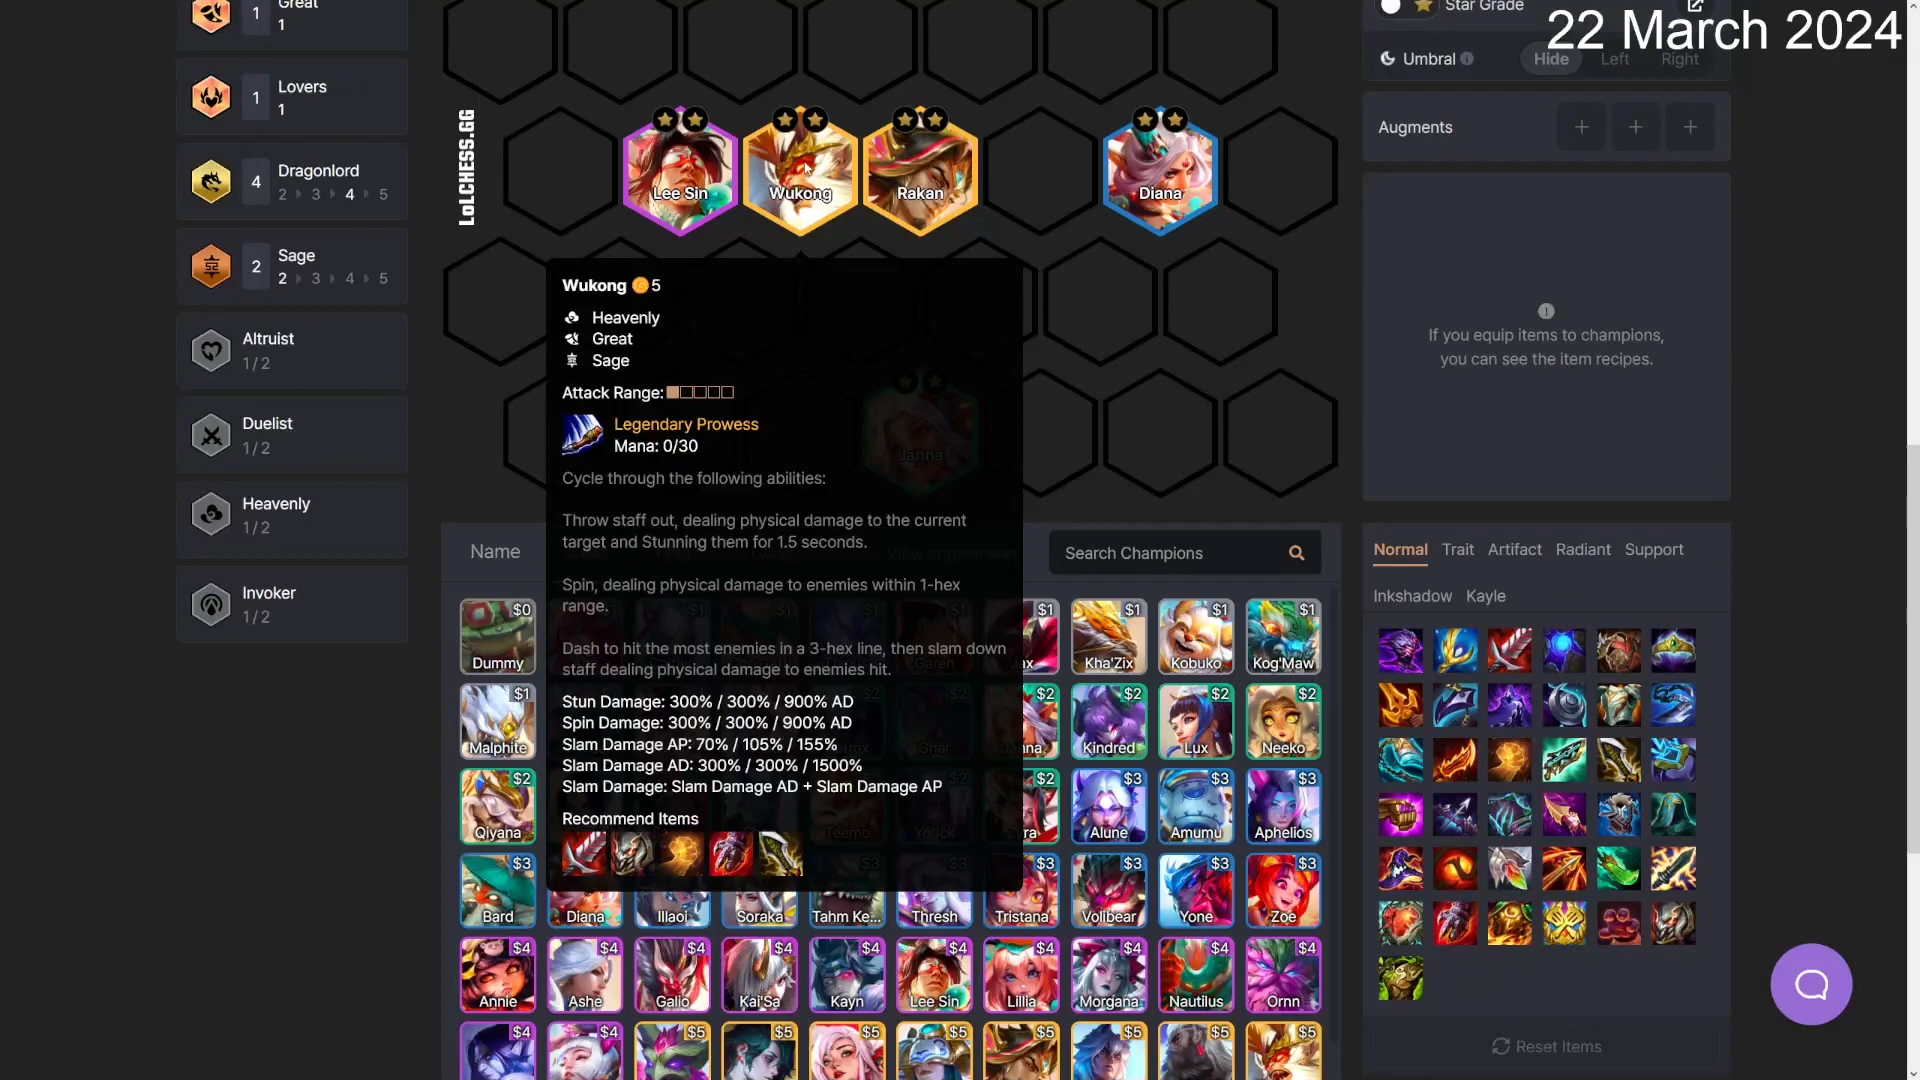 Great
1
1
Star Grade
22 March 2024
Umbral
Hide
Left
Right
Lovers
1
1
LoLCHESS.GG
Augments
Dragonlord
4
2 3 4 5
Lee Sin
Wukong
Rakan
Diana
Sage
2
2 3 4 5
Wukong 5
Heavenly
Great
Sage
If you equip items to champions,
you can see the item recipes.
Altruist
1 / 2
Attack Range:
Legendary Prowess
Mana: 0/30
Duelist
1 / 2
Janna
Cycle through the following abilities:
Heavenly
1 / 2
Throw staff out, dealing physical damage to the current
target and Stunning them for 1.5 seconds.
Name
Search Champions
Normal
Trait
Artifact
Radiant
Support
Inkshadow
Kayle
Invoker
1 / 2
Spin, dealing physical damage to enemies within 1-hex
range.
Dash to hit the most enemies in a 3-hex line, then slam down
staff dealing physical damage to enemies hit.
Stun Damage: 300% / 300% / 900% AD
Spin Damage: 300% / 300% / 900% AD
Slam Damage AP: 70% / 105% / 155%
Slam Damage AD: 300% / 300% / 1500%
Slam Damage: Slam Damage AD + Slam Damage AP
Recommend Items
$0 $1 $1 $1 $1
Dummy Garen Kha'Zix Kobuko Kog'Maw
$1 $2 $2 $2 $2
Malphite Gnar Kindred Lux Neeko
$2 $2 $3 $3 $3
Qiyana Teemo Yorick Alune Amumu Aphelios
$3 $3 $3 $3 $3
Bard Diana Illaoi Soraka Tahm Ke... Thresh Tristana Volibear Yone Zoe
$4 $4 $4 $4 $4 $4 $4 $4 $4 $4
Annie Ashe Galio Kai'Sa Kayn Lee Sin Lillia Morgana Nautilus Ornn
$4 $4 $5 $5 $5 $5 $5 $5 $5 $5
Reset Items